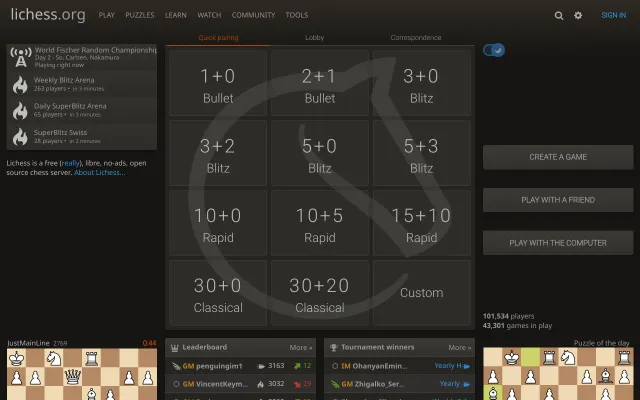 lichess.org
PLAY PUZZLES LEARN WATCH COMMUNITY TOOLS
SIGN IN
World Fischer Random Championship
Day 2 - So, Carlsen, Nakamura
Playing right now
Weekly Blitz Arena
263 players • in 9 minutes
Daily SuperBlitz Arena
65 players • in 3 minutes
SuperBlitz Swiss
28 players • in 2 minutes
Lichess is a free (really), libre, no-ads, open
source chess server. About Lichess...
Quick pairing Lobby Correspondence
1+0 2+1 3+0
Bullet Bullet Blitz
3+2 5+0 5+3
Blitz Blitz Blitz
10+0 10+5 15+10
Rapid Rapid Rapid
30+0 30+20
Classical Classical Custom
CREATE A GAME
PLAY WITH A FRIEND
PLAY WITH THE COMPUTER
101,534 players
43,301 games in play
JustMainLine 2769 0:44
Leaderboard More »
GM penguingim1 3163 12
GM VincentKeym... 3032 29
Tournament winners More »
IM OhanyanEmin... Yearly H
GM Zhigalko_Ser... Yearly
Puzzle of the day